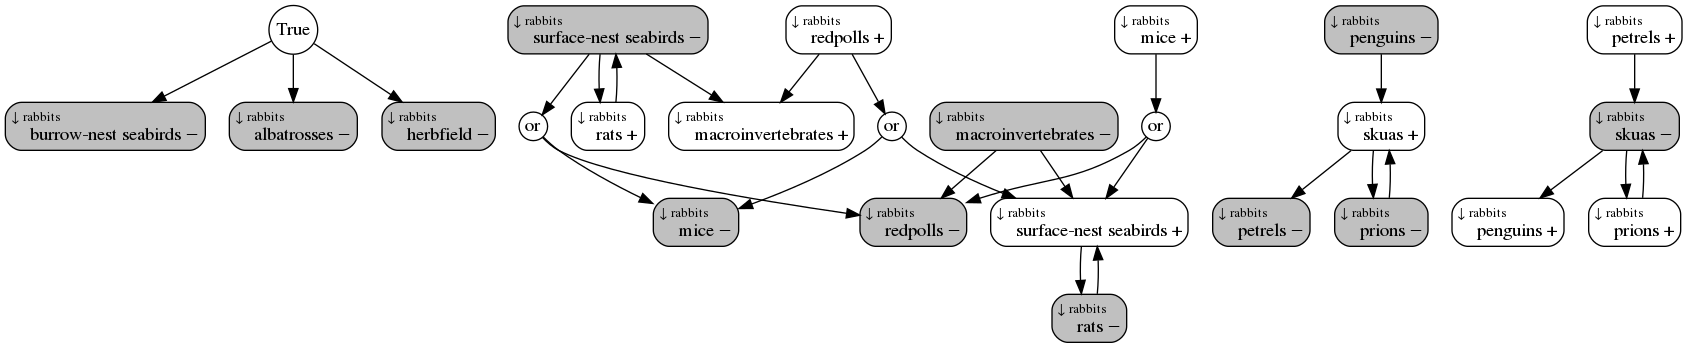 True
↓ rabbits
surface-nest seabirds −
↓ rabbits
redpolls +
↓ rabbits
mice +
↓ rabbits
penguins −
↓ rabbits
petrels +
↓ rabbits
burrow-nest seabirds −
↓ rabbits
albatrosses −
↓ rabbits
herbfield −
or
↓ rabbits
rats +
↓ rabbits
macroinvertebrates +
or
↓ rabbits
macroinvertebrates −
or
↓ rabbits
skuas +
↓ rabbits
skuas −
↓ rabbits
mice −
↓ rabbits
redpolls −
↓ rabbits
surface-nest seabirds +
↓ rabbits
petrels −
↓ rabbits
prions −
↓ rabbits
penguins +
↓ rabbits
prions +
↓ rabbits
rats −